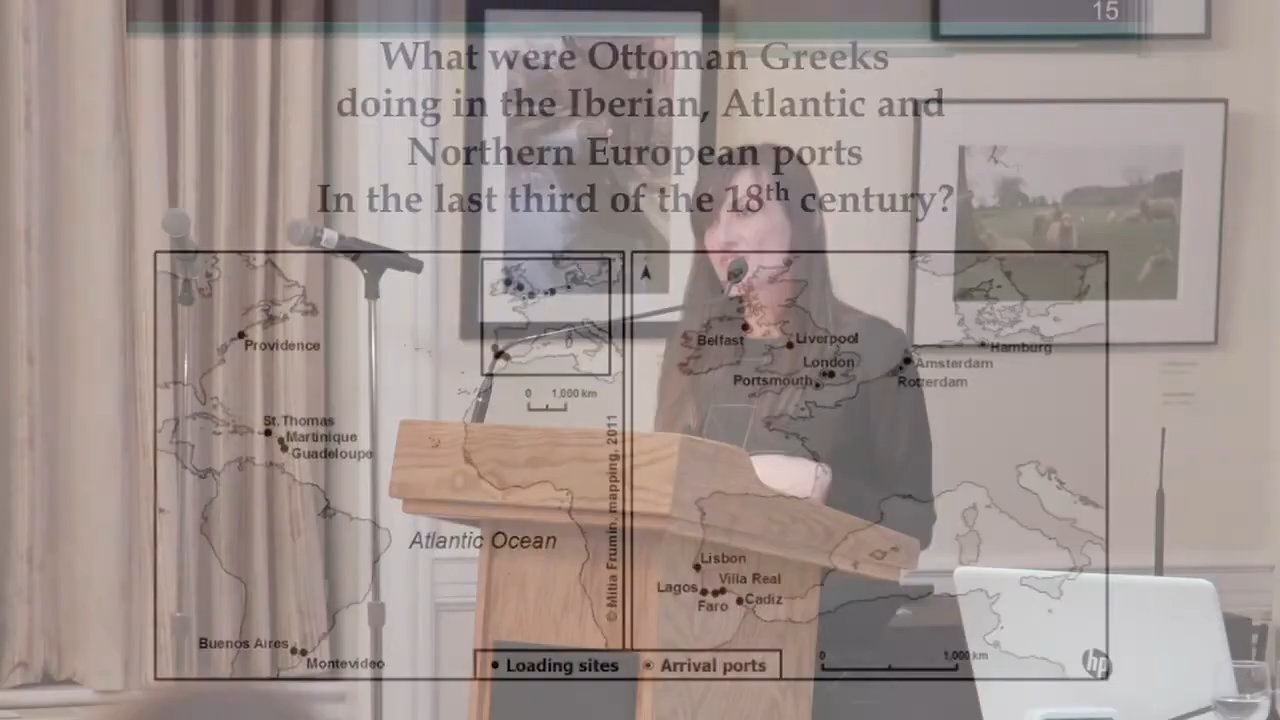 15
What were Ottoman Greeks
doing in the Iberian, Atlantic and
Northern European ports
In the last third of the 18th century?
Providence
St.Thomas
Martinique
Guadeloupe
0 1,000 km
Atlantic Ocean
© Mitia Frumin, mapping, 2011
Buenos Aires
Montevideo
Belfast
Liverpool
London
Portsmouth
Hamburg
Amsterdam
Rotterdam
Lisbon
Lagos
Villa Real
Faro
Cadiz
Loading sites
Arrival ports
0 1,000 km
hp